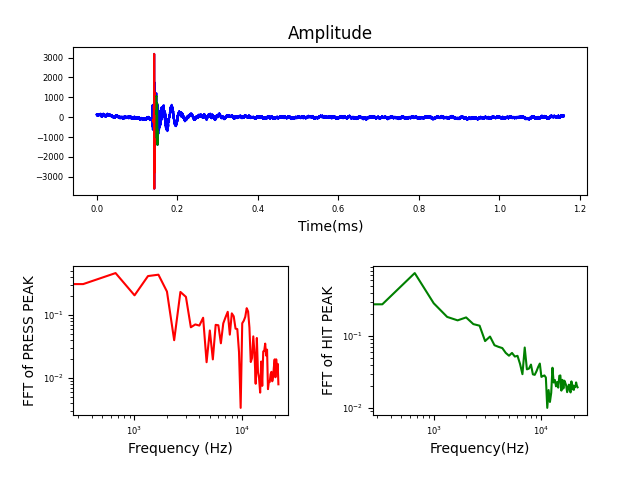 Amplitude
3000
2000
1000
0
−1000
−2000
−3000
0.0 0.2 0.4 0.6 0.8 1.0 1.2
Time(ms)
FFT of PRESS PEAK
10⁻¹
10⁻²
10³ 10⁴
Frequency (Hz)
FFT of HIT PEAK
10⁻¹
10⁻²
10³ 10⁴
Frequency(Hz)